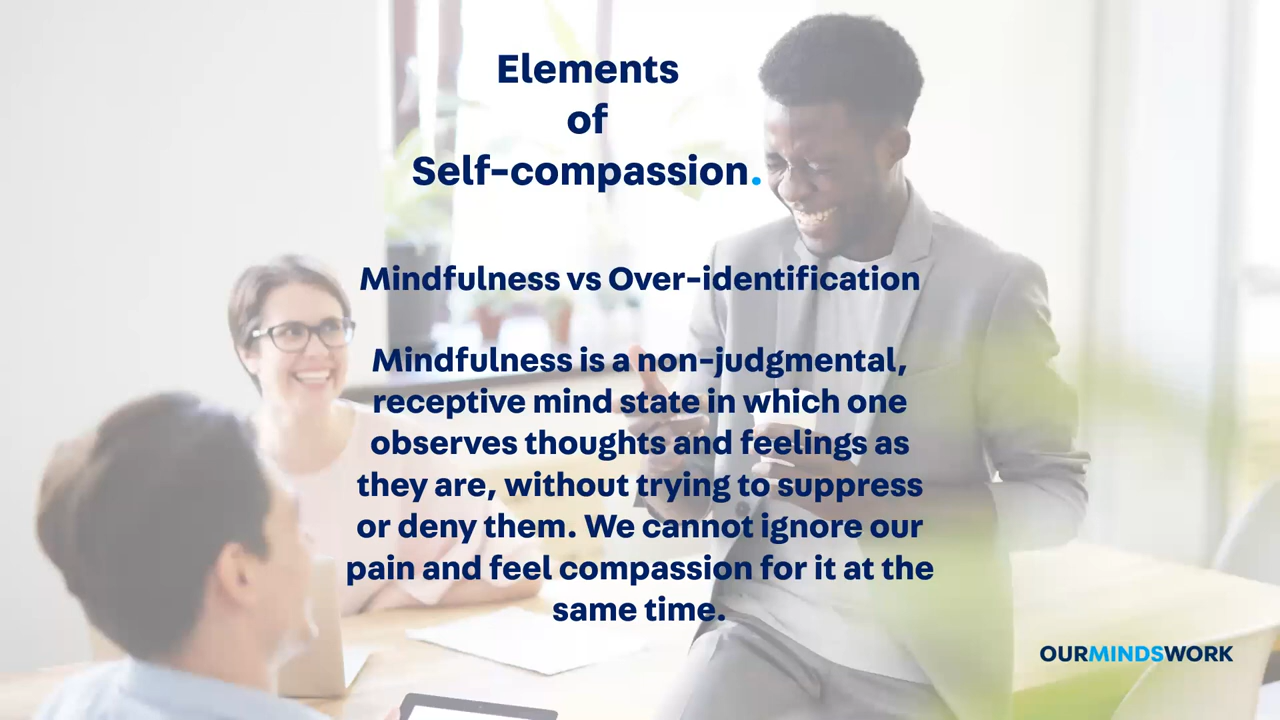 Elements
of
Self-compassion.
Mindfulness vs Over-identification
Mindfulness is a non-judgmental,
receptive mind state in which one
observes thoughts and feelings as
they are, without trying to suppress
or deny them. We cannot ignore our
pain and feel compassion for it at the
same time.
OURMINDSWORK